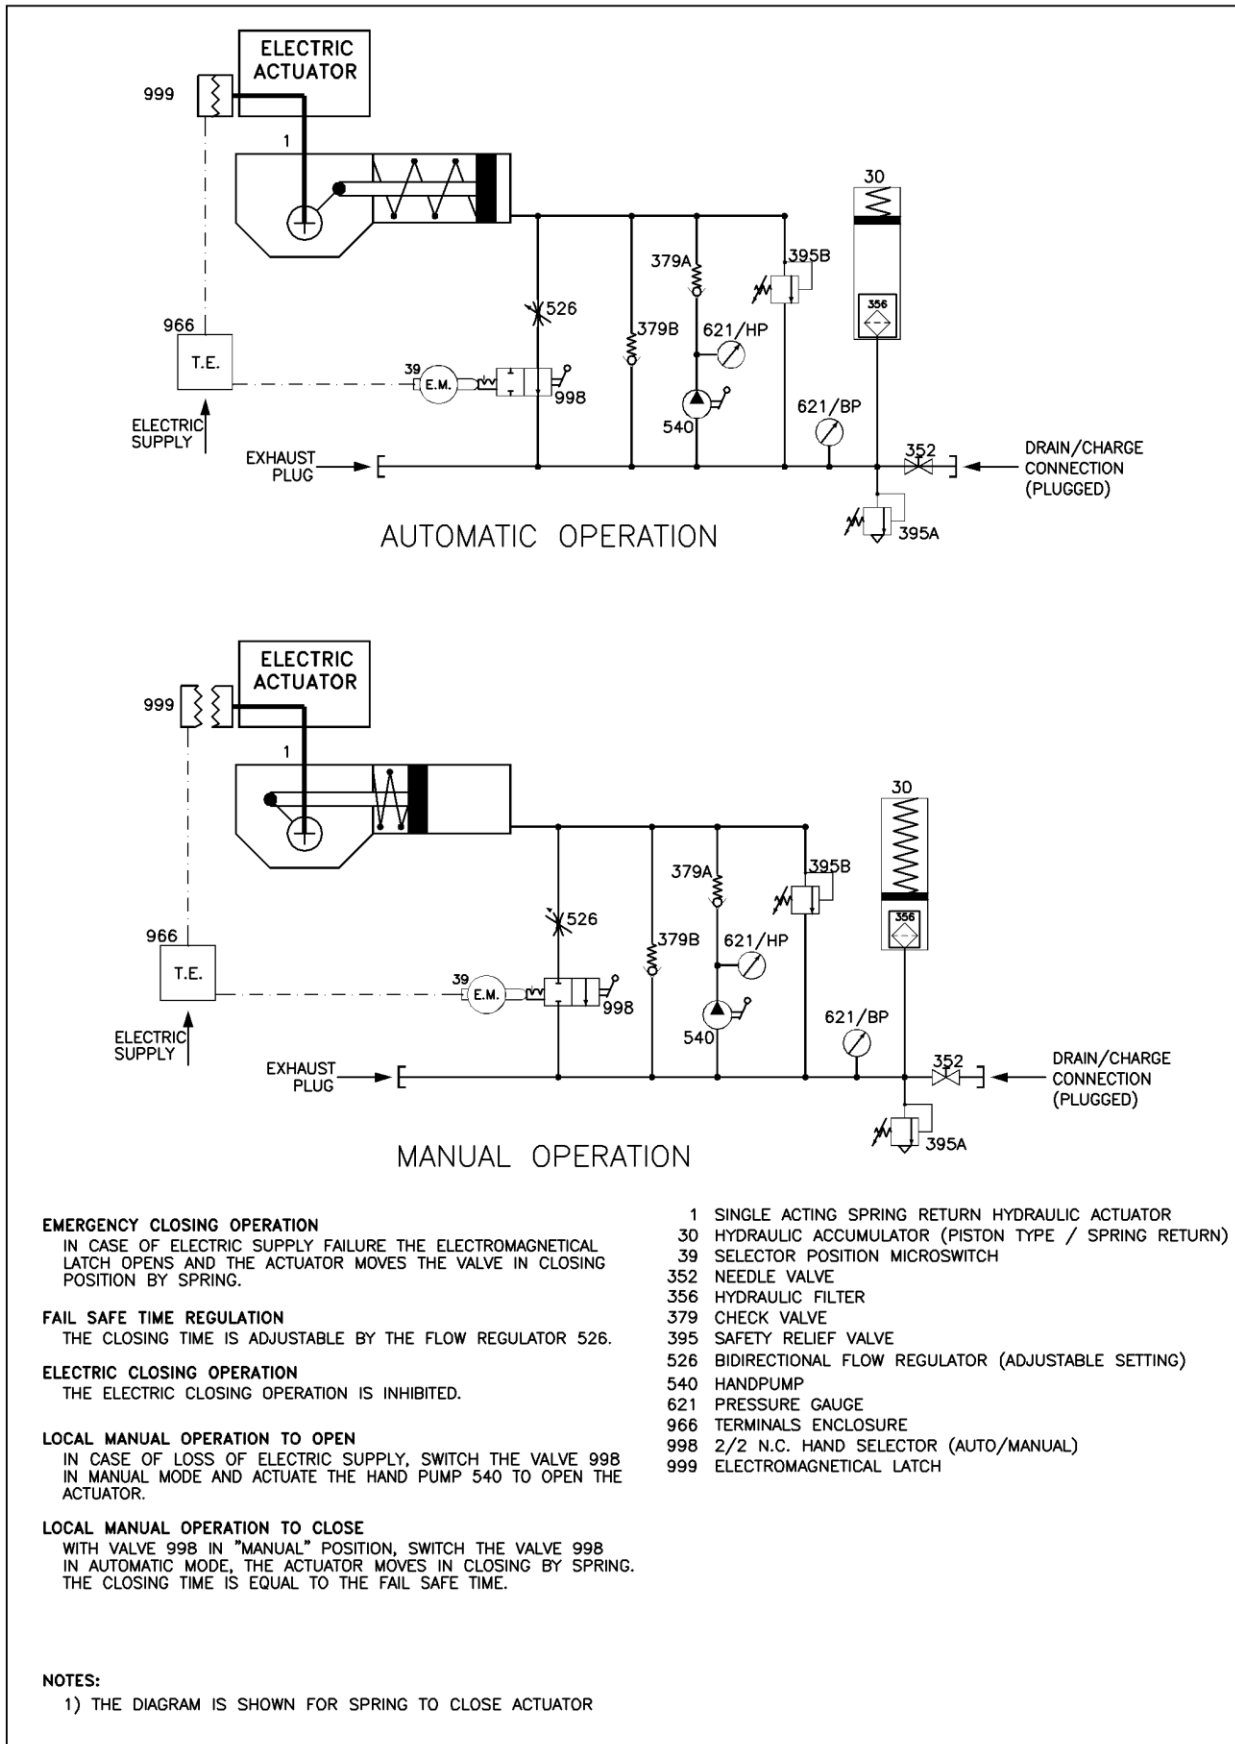 ELECTRIC
ACTUATOR
999
1
30
379A
395B
356
526
379B
621/HP
966
T.E.
39
E.M.
998
540
621/BP
ELECTRIC
SUPPLY
EXHAUST
PLUG
352
DRAIN/CHARGE
CONNECTION
(PLUGGED)
395A
AUTOMATIC OPERATION
ELECTRIC
ACTUATOR
999
1
30
379A
395B
356
526
379B
621/HP
966
T.E.
39
E.M.
998
540
621/BP
ELECTRIC
SUPPLY
EXHAUST
PLUG
352
DRAIN/CHARGE
CONNECTION
(PLUGGED)
395A
MANUAL OPERATION
EMERGENCY CLOSING OPERATION
IN CASE OF ELECTRIC SUPPLY FAILURE THE ELECTROMAGNETICAL
LATCH OPENS AND THE ACTUATOR MOVES THE VALVE IN CLOSING
POSITION BY SPRING.
FAIL SAFE TIME REGULATION
THE CLOSING TIME IS ADJUSTABLE BY THE FLOW REGULATOR 526.
ELECTRIC CLOSING OPERATION
THE ELECTRIC CLOSING OPERATION IS INHIBITED.
LOCAL MANUAL OPERATION TO OPEN
IN CASE OF LOSS OF ELECTRIC SUPPLY, SWITCH THE VALVE 998
IN MANUAL MODE AND ACTUATE THE HAND PUMP 540 TO OPEN THE
ACTUATOR.
LOCAL MANUAL OPERATION TO CLOSE
WITH VALVE 998 IN "MANUAL" POSITION, SWITCH THE VALVE 998
IN AUTOMATIC MODE, THE ACTUATOR MOVES IN CLOSING BY SPRING.
THE CLOSING TIME IS EQUAL TO THE FAIL SAFE TIME.
NOTES:
1) THE DIAGRAM IS SHOWN FOR SPRING TO CLOSE ACTUATOR
1 SINGLE ACTING SPRING RETURN HYDRAULIC ACTUATOR
30 HYDRAULIC ACCUMULATOR (PISTON TYPE / SPRING RETURN)
39 SELECTOR POSITION MICROSWITCH
352 NEEDLE VALVE
356 HYDRAULIC FILTER
379 CHECK VALVE
395 SAFETY RELIEF VALVE
526 BIDIRECTIONAL FLOW REGULATOR (ADJUSTABLE SETTING)
540 HANDPUMP
621 PRESSURE GAUGE
966 TERMINALS ENCLOSURE
998 2/2 N.C. HAND SELECTOR (AUTO/MANUAL)
999 ELECTROMAGNETICAL LATCH